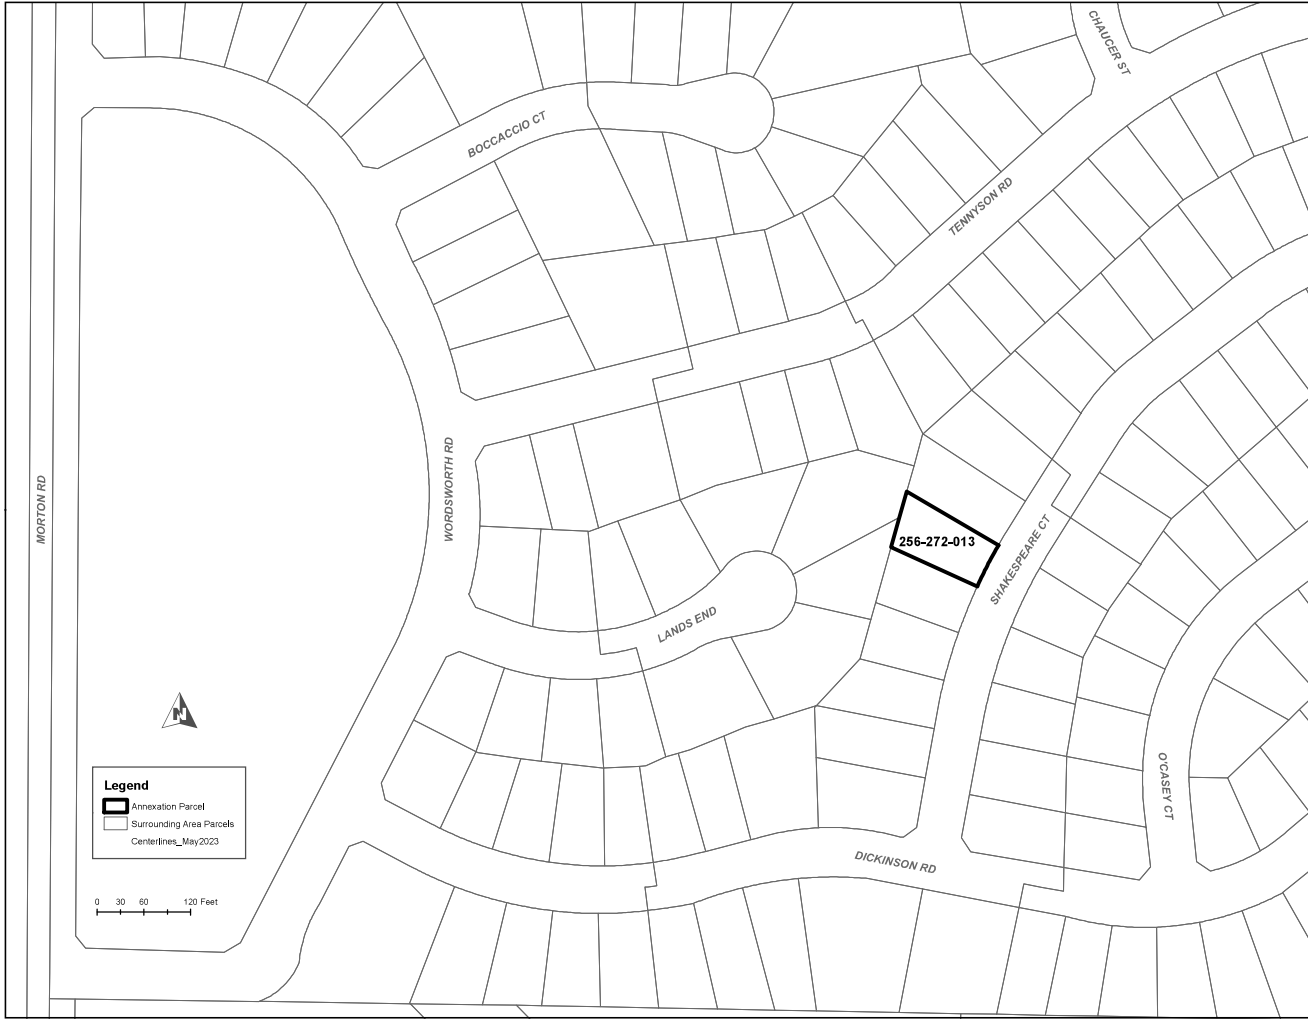 CHAUCER ST
BOCCACCIO CT
TENNYSON RD
WORDSWORTH RD
MORTON RD
256-272-013
SHAKESPEARE CT
LANDS END
N
O'CASEY CT
DICKINSON RD
Legend
Annexation Parcel
Surrounding Area Parcels
Centerlines_May2023
0 30 60 120 Feet